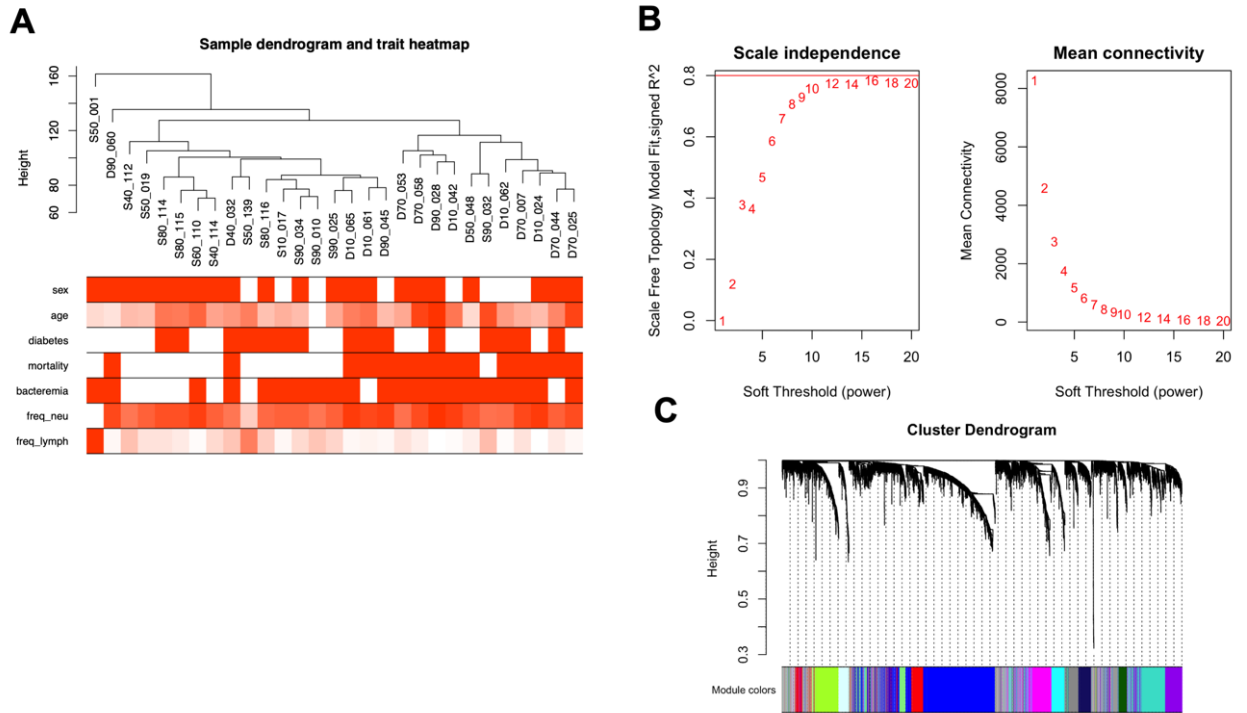 A
Sample dendrogram and trait heatmap
Height
160
120
80
60
S50_001
D90_060
S40_112
S50_019
S80_114
S80_115
S60_110
S40_114
D40_032
S50_139
S80_116
S10_017
S90_034
S90_010
S90_025
D10_065
D10_061
D90_045
D70_053
D70_058
D90_028
D10_042
D50_048
S90_032
D10_062
D70_007
D10_024
D70_044
D70_025
sex
age
diabetes
mortality
bacteremia
freq_neu
freq_lymph
B
Scale independence
Scale Free Topology Model Fit,signed R^2
0.8
0.6
0.4
0.2
0.0
1
2
3
4
5
6
7
8
9
10
12
14
16
18
20
5
10
15
20
Soft Threshold (power)
Mean connectivity
Mean Connectivity
8000
6000
4000
2000
0
1
2
3
4
5
6
7
8
9
10
12
14
16
18
20
5
10
15
20
Soft Threshold (power)
C
Cluster Dendrogram
Height
0.9
0.7
0.5
0.3
Module colors